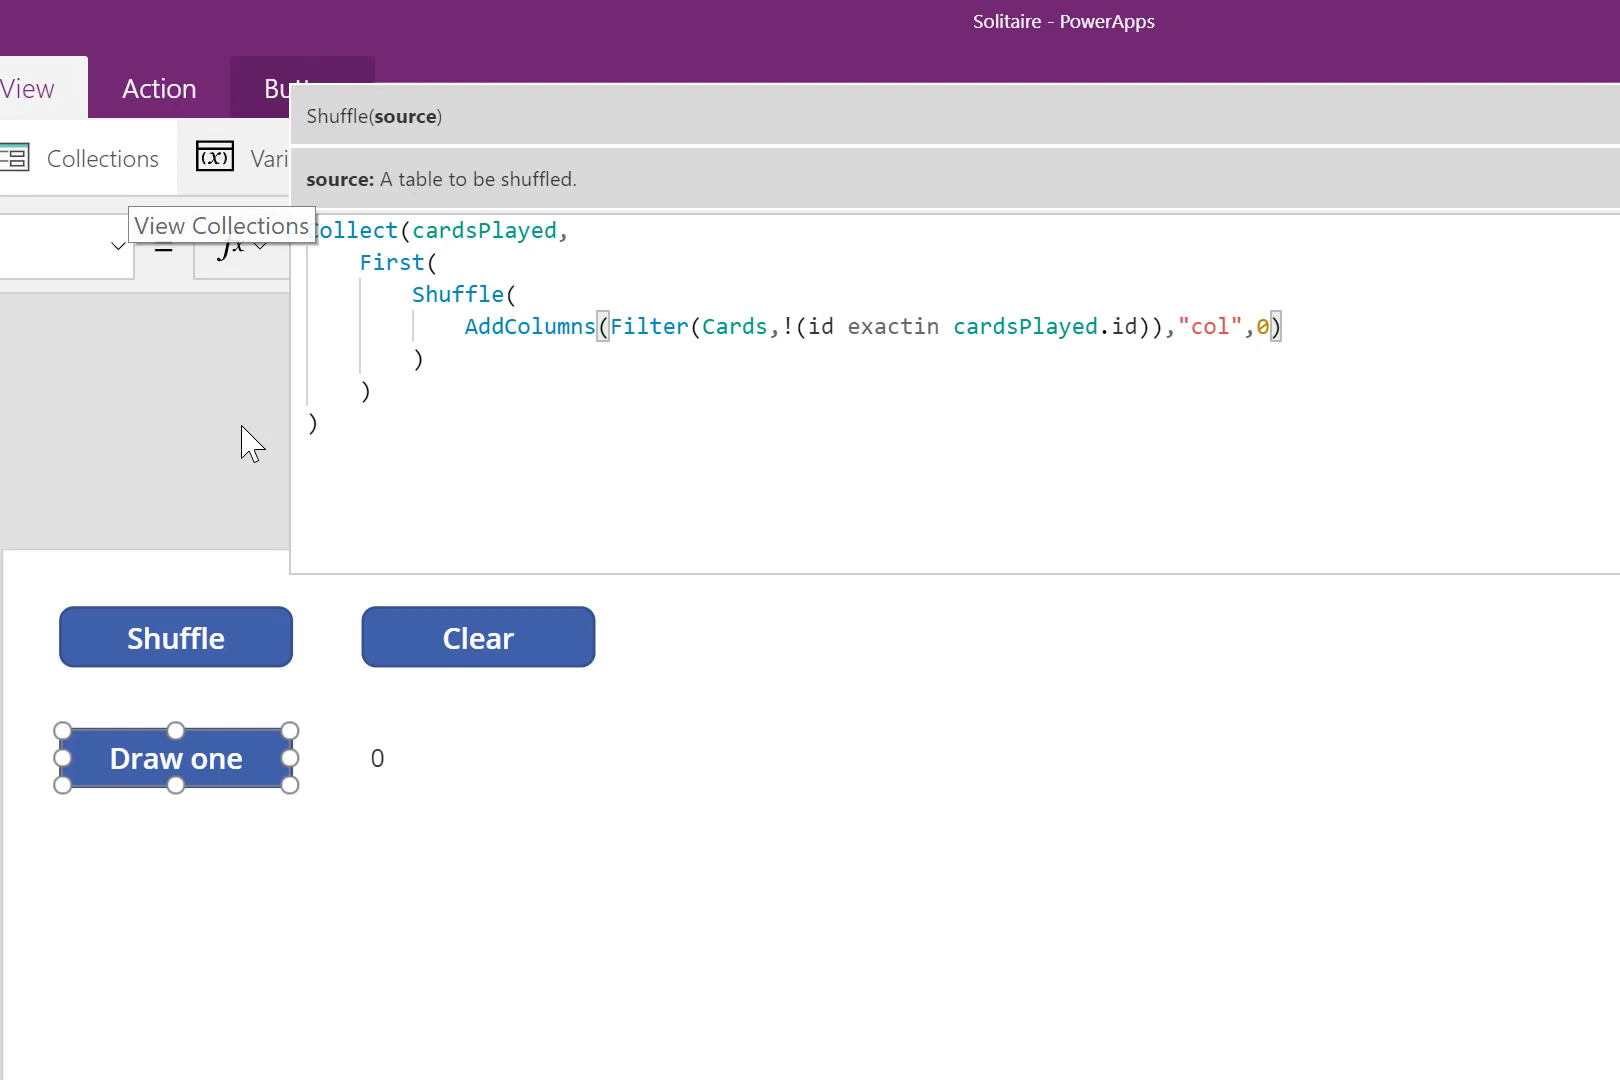 Solitaire - PowerApps
View Action
Shuffle(source)
Collections
source: A table to be shuffled.
View Collections
ollect(cardsPlayed,
= fx
First(
Shuffle(
AddColumns(Filter(Cards,!(id exactin cardsPlayed.id)),"col",0)
)
)
)
Shuffle Clear
Draw one 0